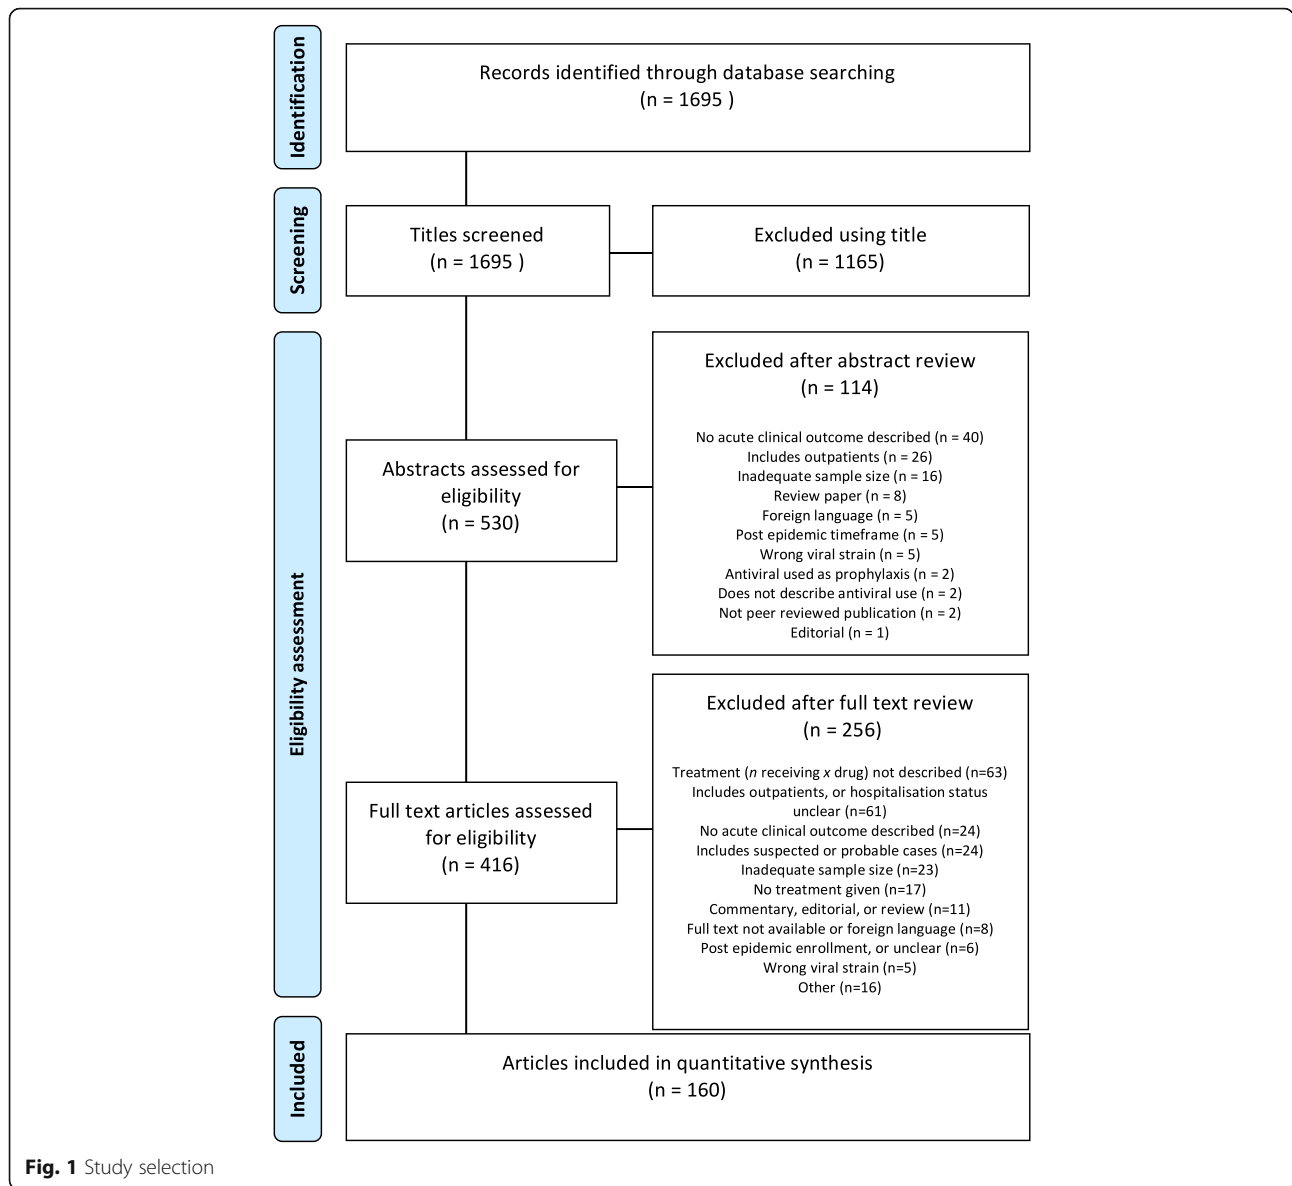 Identification
Records identified through database searching
(n = 1695 )
Screening
Titles screened
(n = 1695 )
Excluded using title
(n = 1165)
Eligibility assessment
Abstracts assessed for
eligibility
(n = 530)
Excluded after abstract review
(n = 114)
No acute clinical outcome described (n = 40)
Includes outpatients (n = 26)
Inadequate sample size (n = 16)
Review paper (n = 8)
Foreign language (n = 5)
Post epidemic timeframe (n = 5)
Wrong viral strain (n = 5)
Antiviral used as prophylaxis (n = 2)
Does not describe antiviral use (n = 2)
Not peer reviewed publication (n = 2)
Editorial (n = 1)
Full text articles assessed
for eligibility
(n = 416)
Excluded after full text review
(n = 256)
Treatment (n receiving x drug) not described (n=63)
Includes outpatients, or hospitalisation status
unclear (n=61)
No acute clinical outcome described (n=24)
Includes suspected or probable cases (n=24)
Inadequate sample size (n=23)
No treatment given (n=17)
Commentary, editorial, or review (n=11)
Full text not available or foreign language (n=8)
Post epidemic enrollment, or unclear (n=6)
Wrong viral strain (n=5)
Other (n=16)
Included
Articles included in quantitative synthesis
(n = 160)
Fig. 1 Study selection